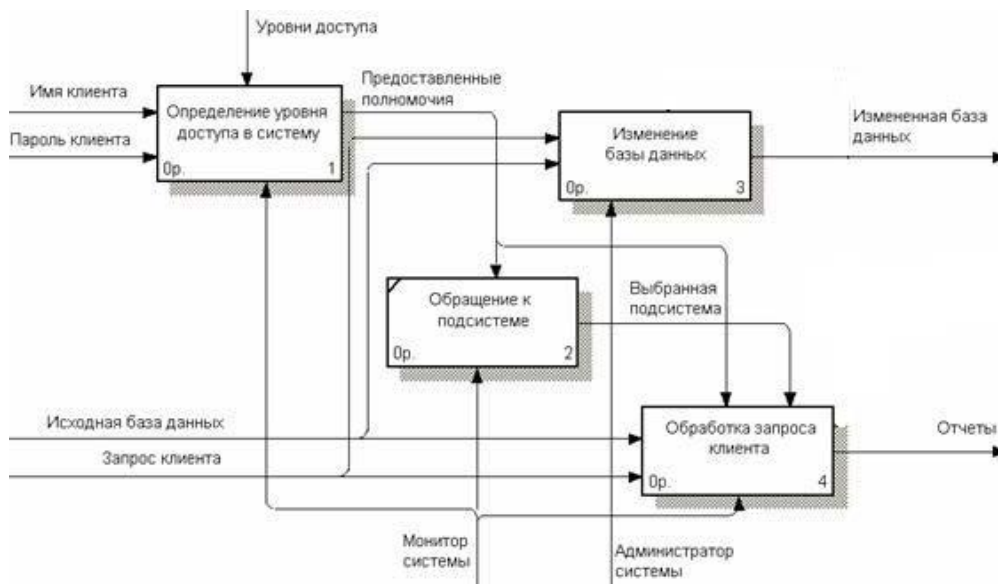 Уровни доступа
Имя клиента
Пароль клиента
Определение уровня
доступа в систему
0р.
1
Предоставленные
полномочия
Изменение
базы данных
0р.
3
Измененная база
данных
Обращение к
подсистеме
0р.
2
Выбранная
подсистема
Исходная база данных
Запрос клиента
Обработка запроса
клиента
0р.
4
Отчеты
Монитор
системы
Администратор
системы